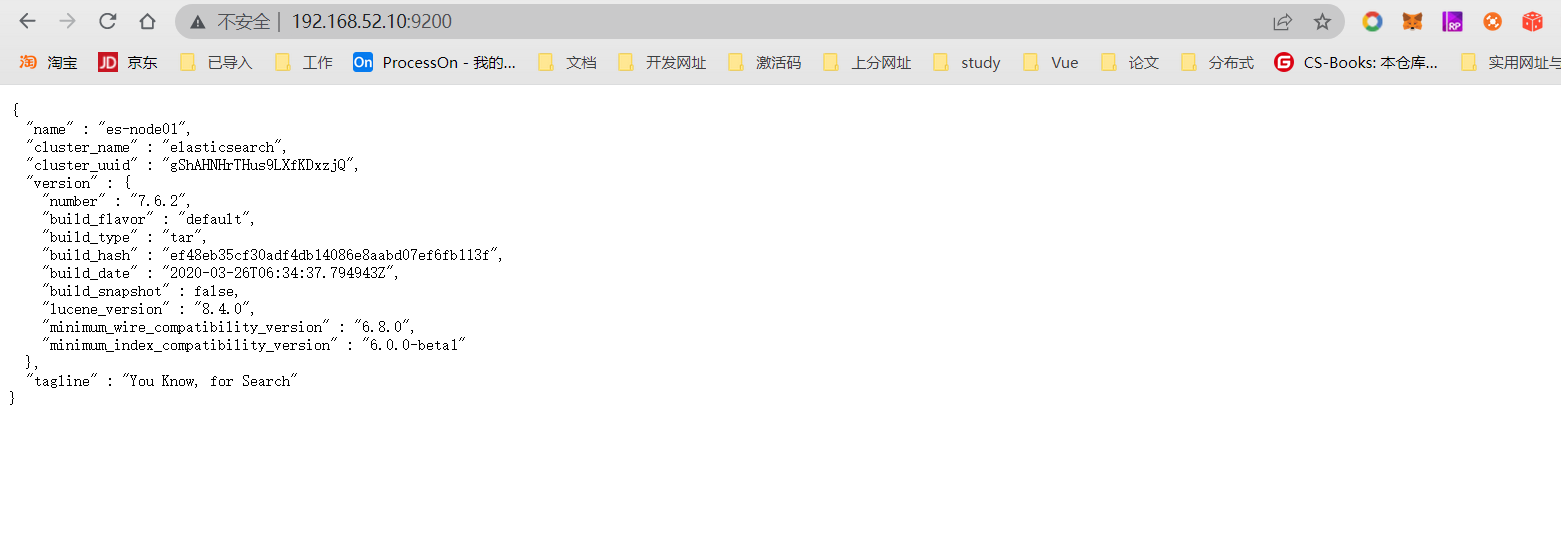 不安全 | 192.168.52.10:9200
淘 淘宝 JD 京东 已导入 工作 On ProcessOn - 我的... 文档 开发网址 激活码 上分网址 study Vue 论文 分布式 G CS-Books: 本仓库... 实用网址与
RP
{
"name" : "es-node01",
"cluster_name" : "elasticsearch",
"cluster_uuid" : "gShAHNHrTHus9LXfKDxzjQ",
"version" : {
"number" : "7.6.2",
"build_flavor" : "default",
"build_type" : "tar",
"build_hash" : "ef48eb35cf30adf4db14086e8aabd07ef6fb113f",
"build_date" : "2020-03-26T06:34:37.794943Z",
"build_snapshot" : false,
"lucene_version" : "8.4.0",
"minimum_wire_compatibility_version" : "6.8.0",
"minimum_index_compatibility_version" : "6.0.0-beta1"
},
"tagline" : "You Know, for Search"
}